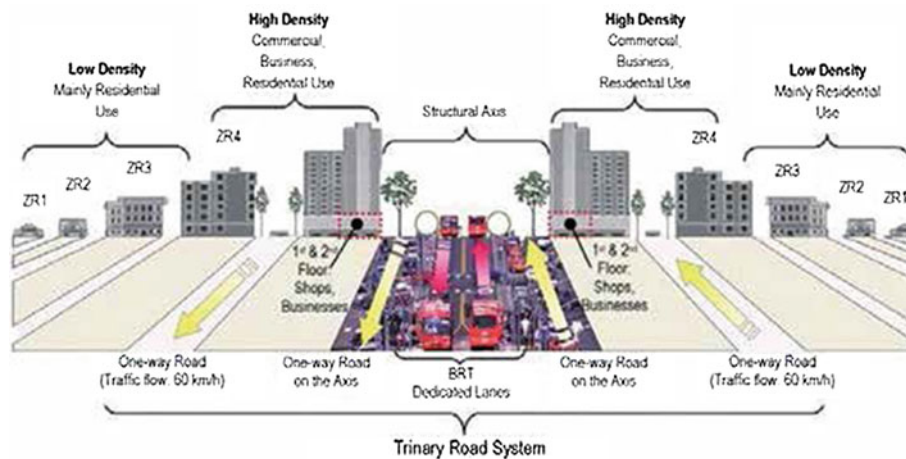 High Density
Commercial,
Business,
Residential Use
High Density
Commercial,
Business,
Residential Use
Low Density
Mainly Residential
Use
Low Density
Mainly Residential
Use
Structural Axis
ZR4
ZR4
ZR3
ZR3
ZR2
ZR2
ZR1
ZR1
1st & 2nd
Floor:
Shops,
Businesses
1st & 2nd
Floor:
Shops,
Businesses
One-way Road
(Traffic flow: 60 km/h)
One-way Road
on the Axis
BRT
Dedicated Lanes
One-way Road
on the Axis
One-way Road
(Traffic flow: 60 km/h)
Trinary Road System